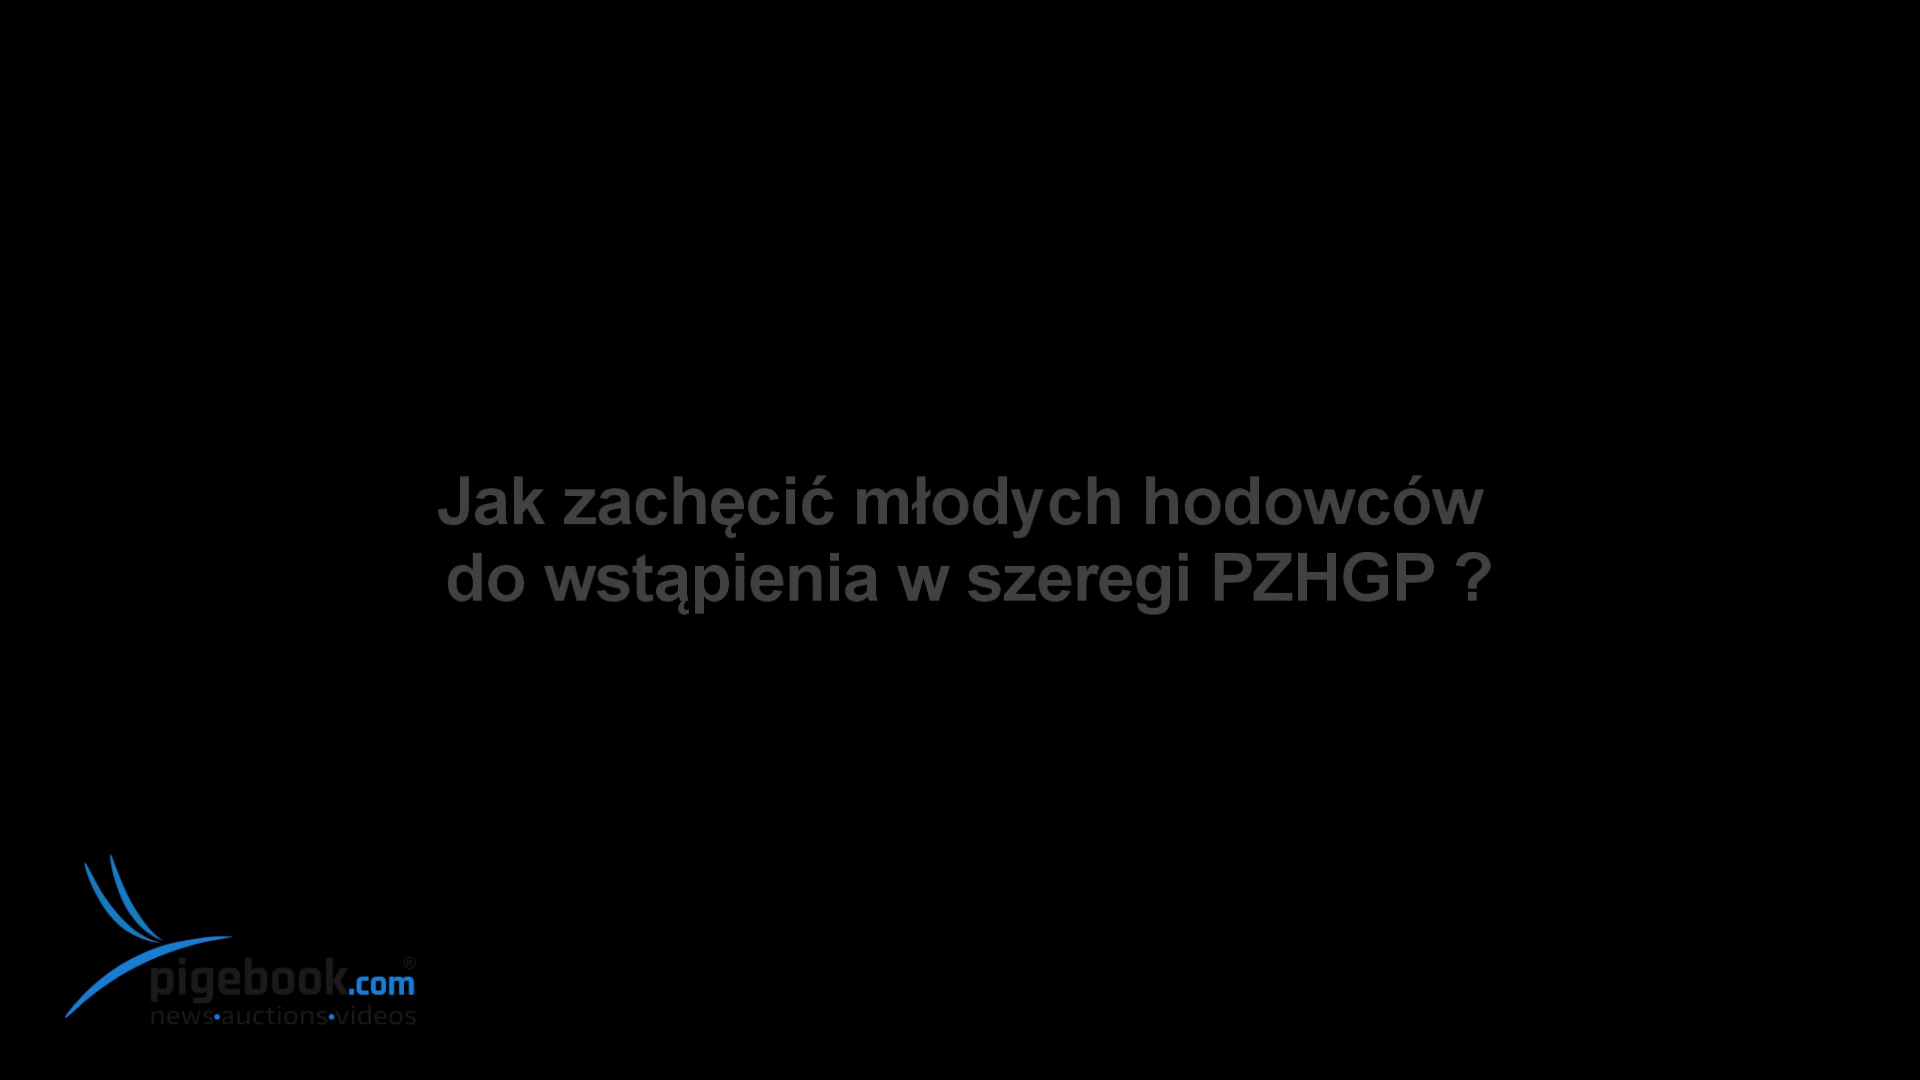 Jak zachęcić młodych hodowców
do wstąpienia w szeregi PZHGP ?
pigebook.com®
news•auctions•videos